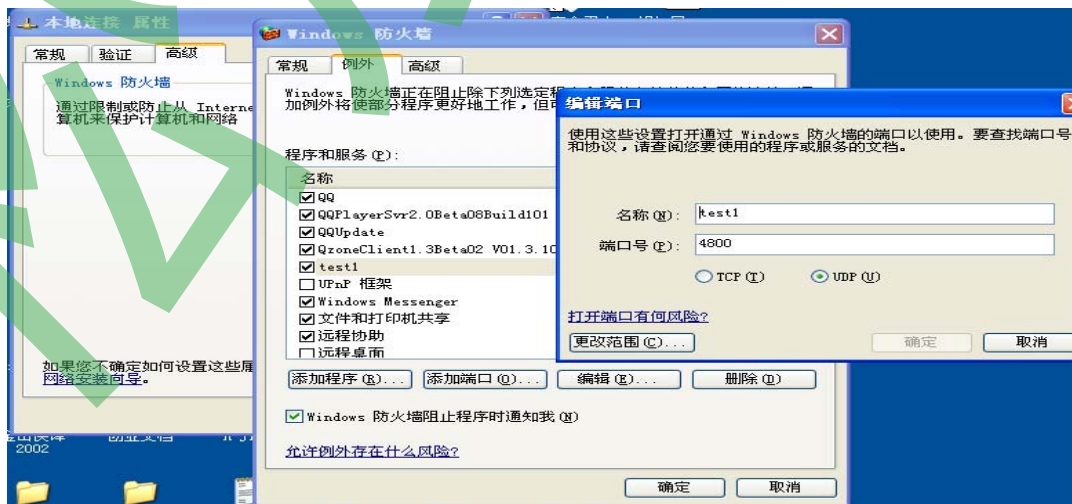 本地连接 属性
常规
验证
高级
Windows 防火墙
通过限制或防止从 Interne
算机来保护计算机和网络
如果您不确定如何设置这些属
网络安装向导。
2002
Windows 防火墙
常规
例外
高级
Windows 防火墙正在阻止除下列选定程
加例外将使部分程序更好地工作，但可
程序和服务(P):
名称
QQ
QQPlayerSvr2.0Beta08Build101
QQUpdate
QzoneClient1.3Beta02 V01.3.10
test1
UPnP 框架
Windows Messenger
文件和打印机共享
远程协助
远程桌面
添加程序(R)...
添加端口(O)...
编辑(E)...
删除(D)
Windows 防火墙阻止程序时通知我(N)
允许例外存在什么风险?
确定
取消
编辑端口
使用这些设置打开通过 Windows 防火墙的端口以使用。要查找端口号
和协议，请查阅您要使用的程序或服务的文档。
名称(N):
test1
端口号(P):
4800
TCP(T)
UDP(U)
打开端口有何风险?
更改范围(C)...
确定
取消